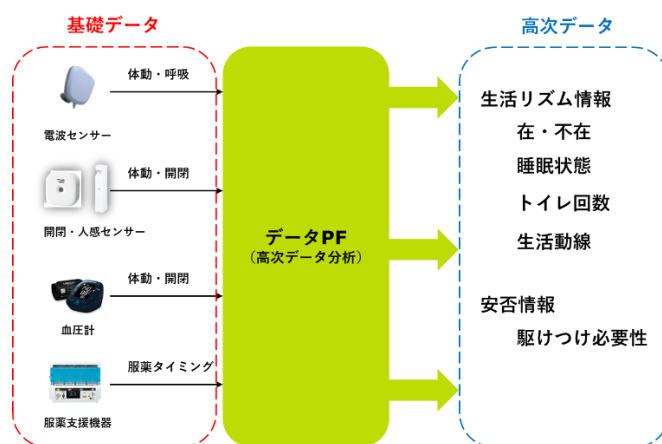 基礎データ
高次データ
体動・呼吸
電波センサー
体動・開閉
開閉・人感センサー
体動・開閉
血圧計
服薬タイミング
服薬支援機器
データPF
（高次データ分析）
生活リズム情報
在・不在
睡眠状態
トイレ回数
生活動線
安否情報
駆けつけ必要性